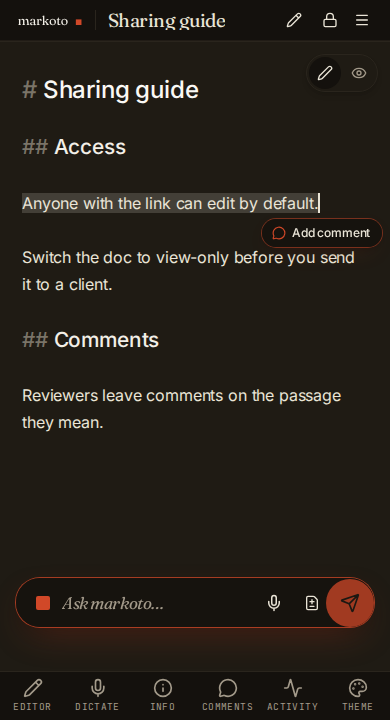 markoto
Sharing guide
# Sharing guide
## Access
Anyone with the link can edit by default.
Add comment
Switch the doc to view-only before you send
it to a client.
## Comments
Reviewers leave comments on the passage
they mean.
Ask markoto...
EDITOR
DICTATE
INFO
COMMENTS
ACTIVITY
THEME